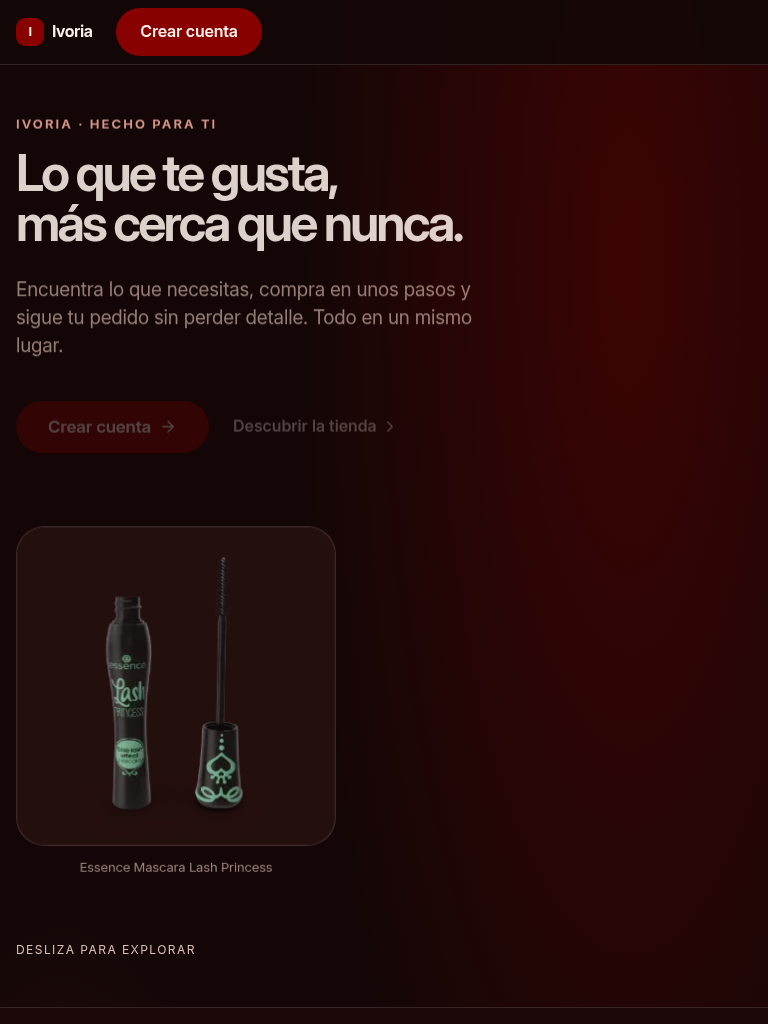 I Ivoria Crear cuenta
IVORIA · HECHO PARA TI
Lo que te gusta,
más cerca que nunca.
Encuentra lo que necesitas, compra en unos pasos y
sigue tu pedido sin perder detalle. Todo en un mismo
lugar.
Crear cuenta Descubrir la tienda
essence
Lash
PRINCESS
Essence Mascara Lash Princess
DESLIZA PARA EXPLORAR